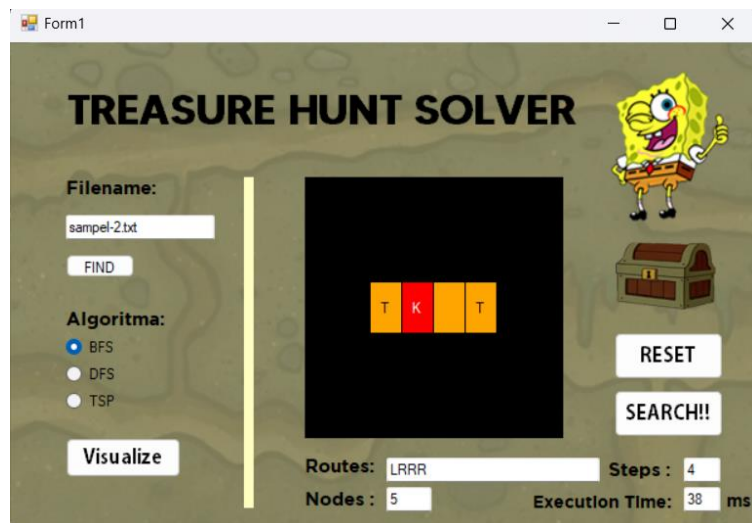 Form1
TREASURE HUNT SOLVER
Filename:
sampel-2.txt
FIND
Algoritma:
BFS
DFS
TSP
Visualize
T K T
RESET
SEARCH!!
Routes: LRRR Steps : 4
Nodes : 5 Execution Time: 38 ms